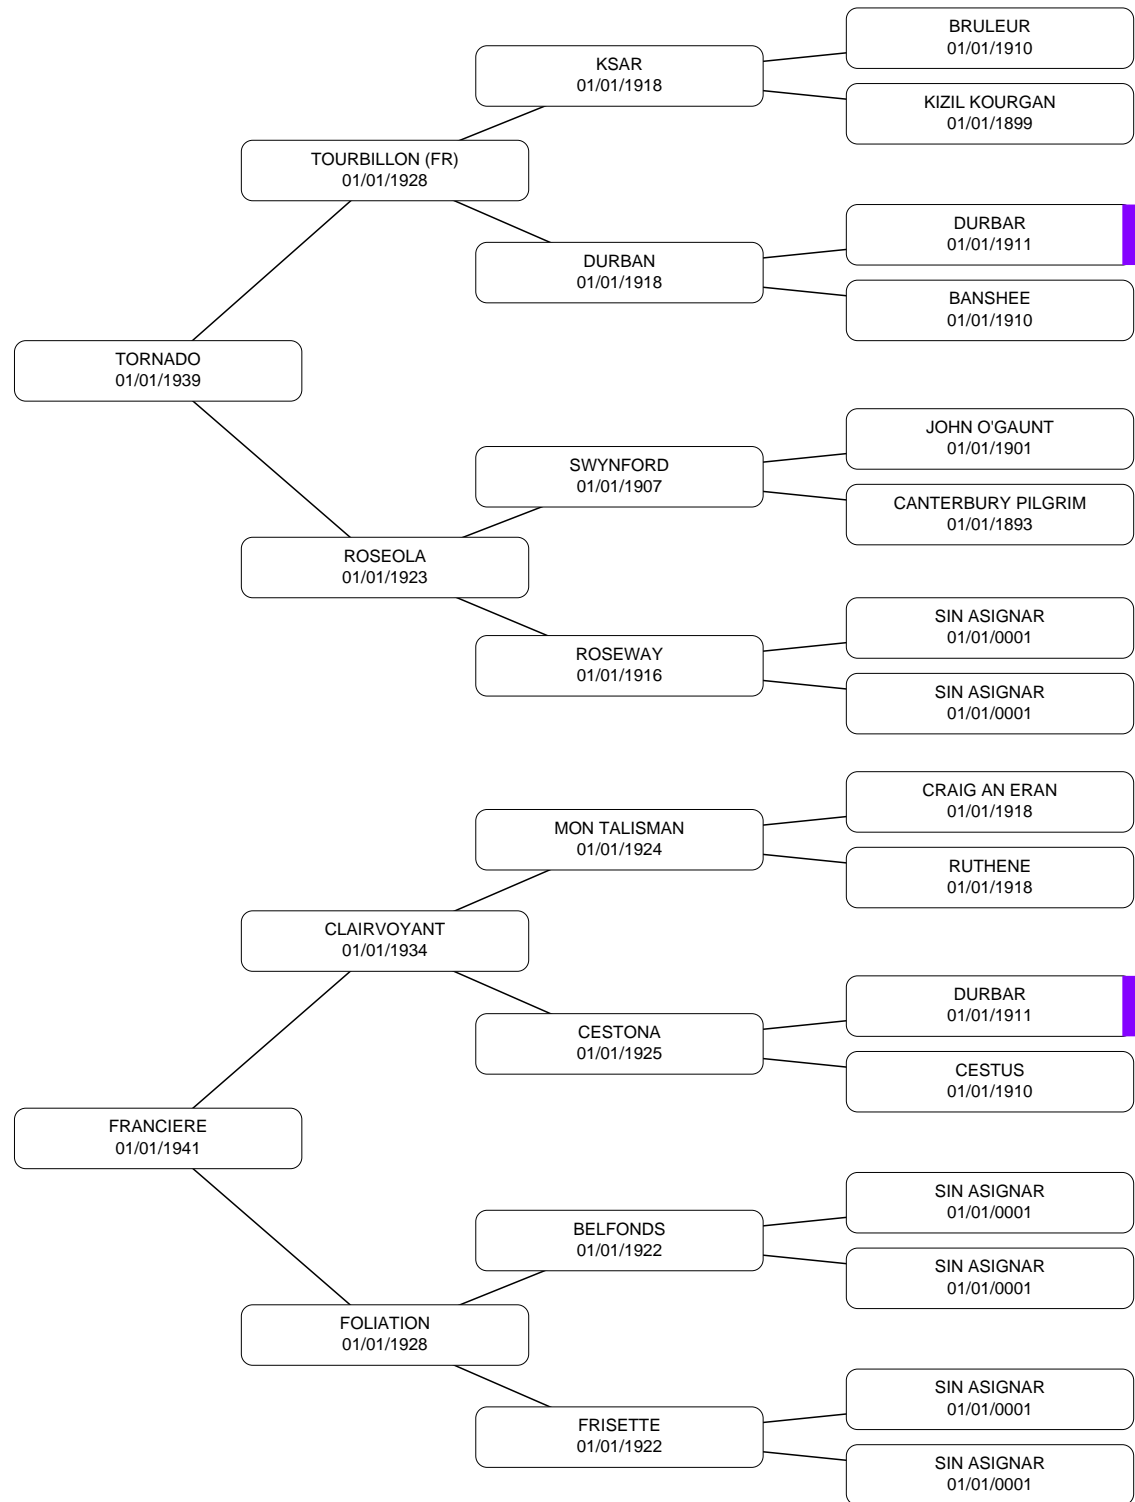 BRULEUR
01/01/1910
KSAR
01/01/1918
KIZIL KOURGAN
01/01/1899
TOURBILLON (FR)
01/01/1928
DURBAR
01/01/1911
DURBAN
01/01/1918
BANSHEE
01/01/1910
TORNADO
01/01/1939
JOHN O'GAUNT
01/01/1901
SWYNFORD
01/01/1907
CANTERBURY PILGRIM
01/01/1893
ROSEOLA
01/01/1923
SIN ASIGNAR
01/01/0001
ROSEWAY
01/01/1916
SIN ASIGNAR
01/01/0001
CRAIG AN ERAN
01/01/1918
MON TALISMAN
01/01/1924
RUTHENE
01/01/1918
CLAIRVOYANT
01/01/1934
DURBAR
01/01/1911
CESTONA
01/01/1925
CESTUS
01/01/1910
FRANCIERE
01/01/1941
SIN ASIGNAR
01/01/0001
BELFONDS
01/01/1922
SIN ASIGNAR
01/01/0001
FOLIATION
01/01/1928
SIN ASIGNAR
01/01/0001
FRISETTE
01/01/1922
SIN ASIGNAR
01/01/0001